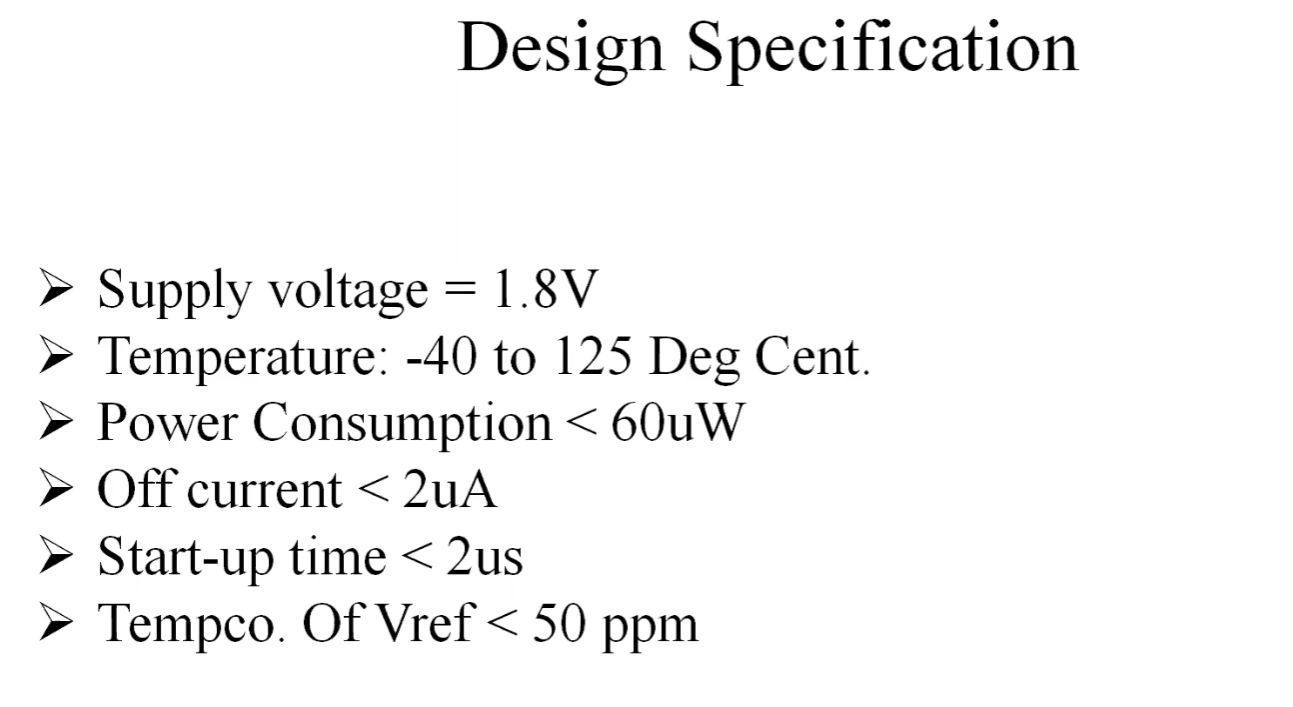 Design Specification
➢ Supply voltage = 1.8V
➢ Temperature: -40 to 125 Deg Cent.
➢ Power Consumption < 60uW
➢ Off current < 2uA
➢ Start-up time < 2us
➢ Tempco. Of Vref < 50 ppm